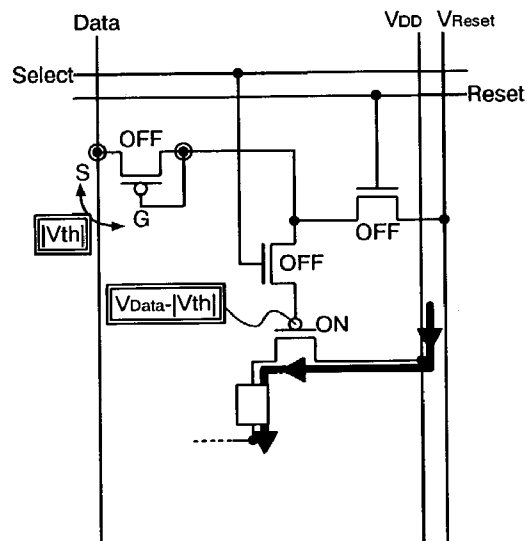 Data
VDD VReset
Select
Reset
OFF
S
G
|Vth|
OFF
OFF
VData-|Vth|
ON